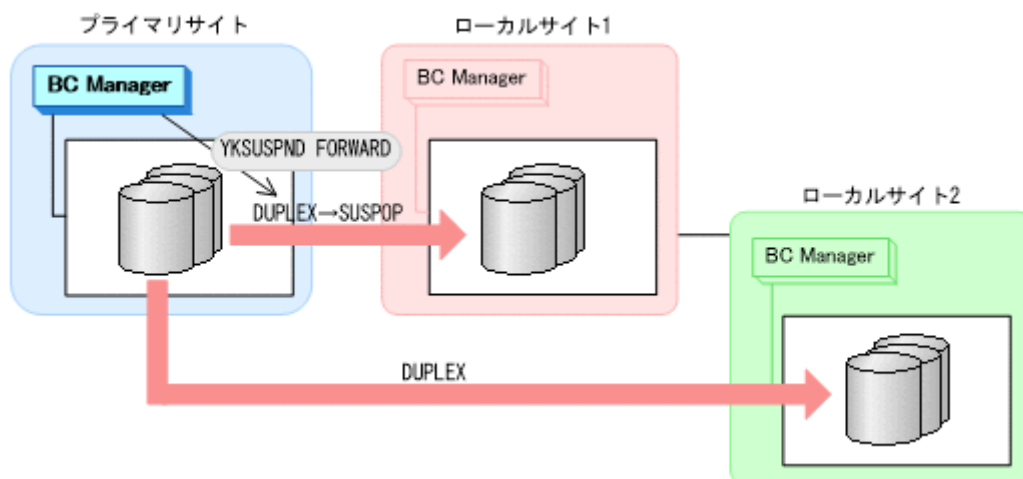 プライマリサイト
ローカルサイト1
BC Manager
BC Manager
YKSUSPND FORWARD
DUPLEX→SUSPOP
ローカルサイト2
BC Manager
DUPLEX